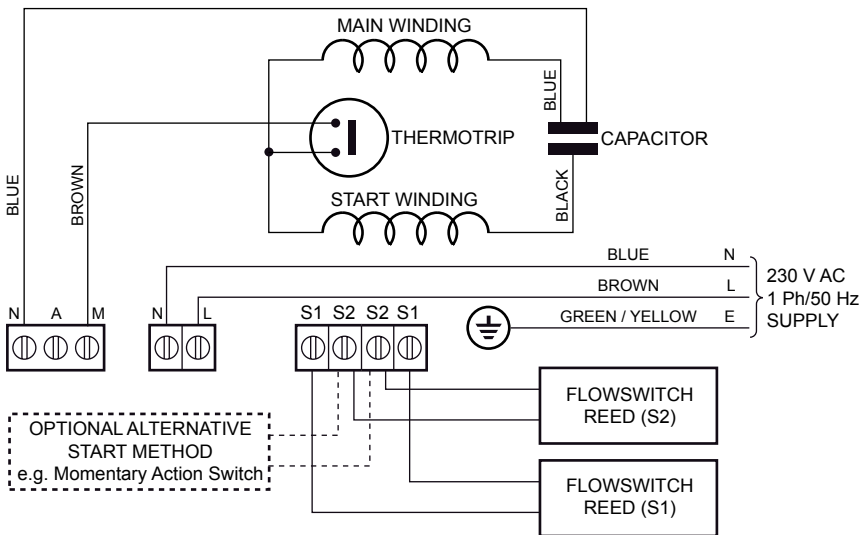 MAIN WINDING
BLUE
THERMOTRIP
CAPACITOR
BLUE
BROWN
START WINDING
BLACK
BLUE N
BROWN L
GREEN / YELLOW E
230 V AC
1 Ph/50 Hz
SUPPLY
N A M
N L
S1 S2 S2 S1
FLOWSWITCH
REED (S2)
OPTIONAL ALTERNATIVE
START METHOD
e.g. Momentary Action Switch
FLOWSWITCH
REED (S1)